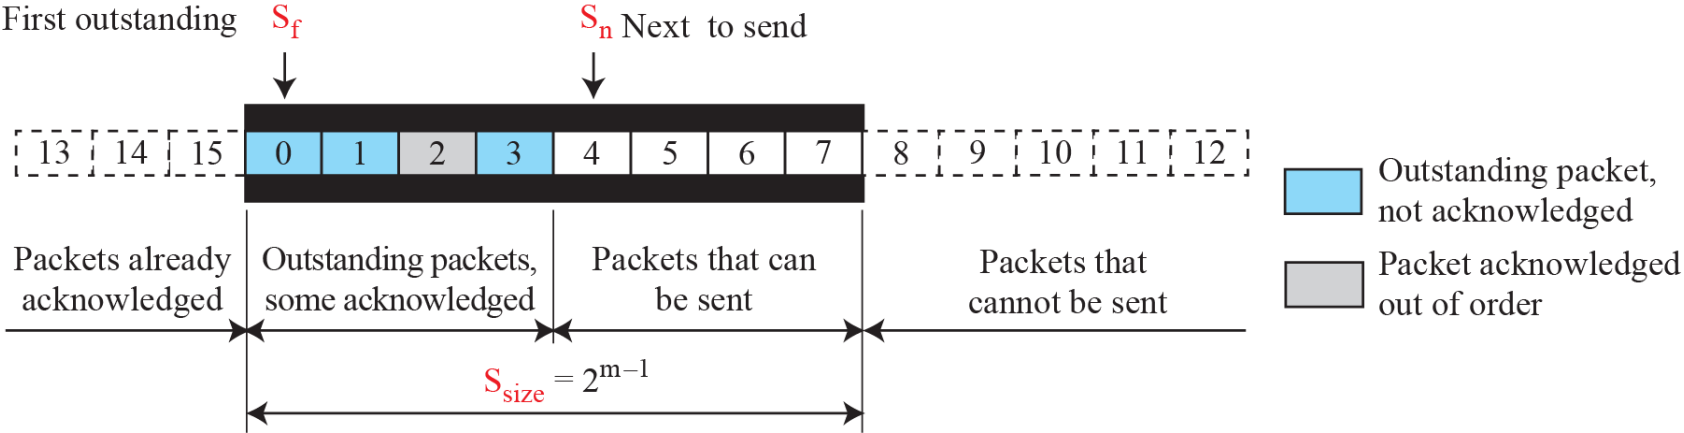 First outstanding
Sf
Sn Next to send
13 14 15 0 1 2 3 4 5 6 7 8 9 10 11 12
Outstanding packet,
not acknowledged
Packet acknowledged
out of order
Packets already
acknowledged
Outstanding packets,
some acknowledged
Packets that can
be sent
Packets that
cannot be sent
Ssize = 2^m–1